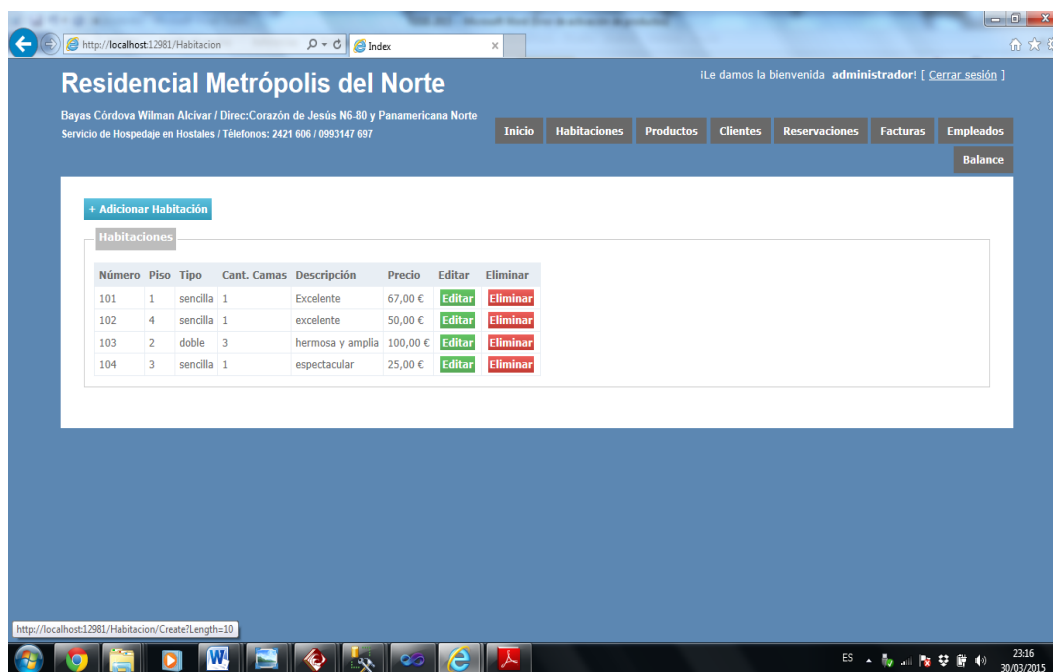 http://localhost:12981/Habitacion
Index
Residencial Metrópolis del Norte
¡Le damos la bienvenida administrador! [ Cerrar sesión ]
Bayas Córdova Wilman Alcívar / Direc:Corazón de Jesús N6-80 y Panamericana Norte
Servicio de Hospedaje en Hostales / Télefonos: 2421 606 / 0993147 697
Inicio Habitaciones Productos Clientes Reservaciones Facturas Empleados
Balance
+ Adicionar Habitación
Habitaciones
Número Piso Tipo Cant. Camas Descripción Precio Editar Eliminar
101 1 sencilla 1 Excelente 67,00 € Editar Eliminar
102 4 sencilla 1 excelente 50,00 € Editar Eliminar
103 2 doble 3 hermosa y amplia 100,00 € Editar Eliminar
104 3 sencilla 1 espectacular 25,00 € Editar Eliminar
http://localhost:12981/Habitacion/Create?Length=10
ES
23:16
30/03/2015